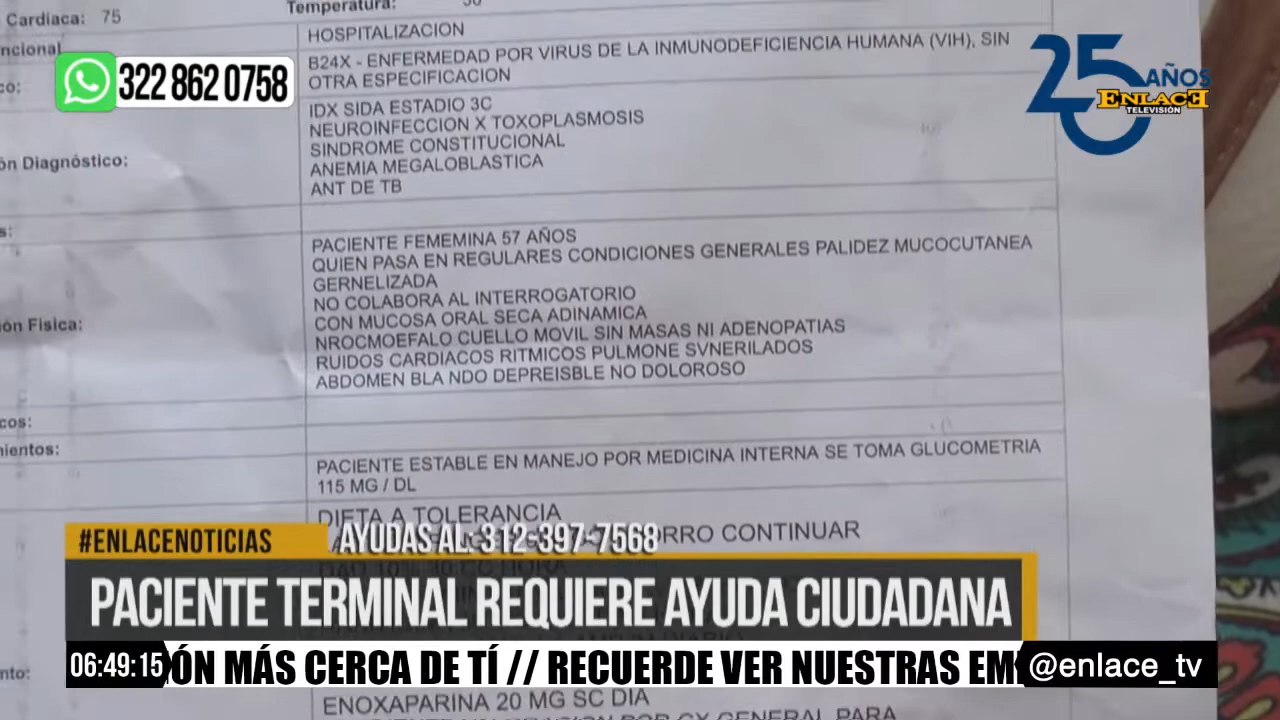 Cardiaca: 75
Temperatura:
HOSPITALIZACION
ncional
B24X - ENFERMEDAD POR VIRUS DE LA INMUNODEFICIENCIA HUMANA (VIH), SIN
OTRA ESPECIFICACION
322 862 0758
25 AÑOS
ENLACE
TELEVISIÓN
co:
IDX SIDA ESTADIO 3C
NEUROINFECCION X TOXOPLASMOSIS
SINDROME CONSTITUCIONAL
ANEMIA MEGALOBLASTICA
ANT DE TB
ón Diagnóstico:
s:
PACIENTE FEMEMINA 57 AÑOS
QUIEN PASA EN REGULARES CONDICIONES GENERALES PALIDEZ MUCOCUTANEA
GERNELIZADA
NO COLABORA AL INTERROGATORIO
CON MUCOSA ORAL SECA ADINAMICA
NROCMOEFALO CUELLO MOVIL SIN MASAS NI ADENOPATIAS
RUIDOS CARDIACOS RITMICOS PULMONE SVNERILADOS
ABDOMEN BLA NDO DEPREISBLE NO DOLOROSO
ón Fisica:
cos:
mientos:
PACIENTE ESTABLE EN MANEJO POR MEDICINA INTERNA SE TOMA GLUCOMETRIA
115 MG / DL
DIETA A TOLERANCIA
ORRO CONTINUAR
#ENLACENOTICIAS
AYUDAS AL: 312-397-7568
PACIENTE TERMINAL REQUIERE AYUDA CIUDADANA
06:49:15
ÓN MÁS CERCA DE TÍ // RECUERDE VER NUESTRAS EM
@enlace_tv
nto:
ENOXAPARINA 20 MG SC DIA